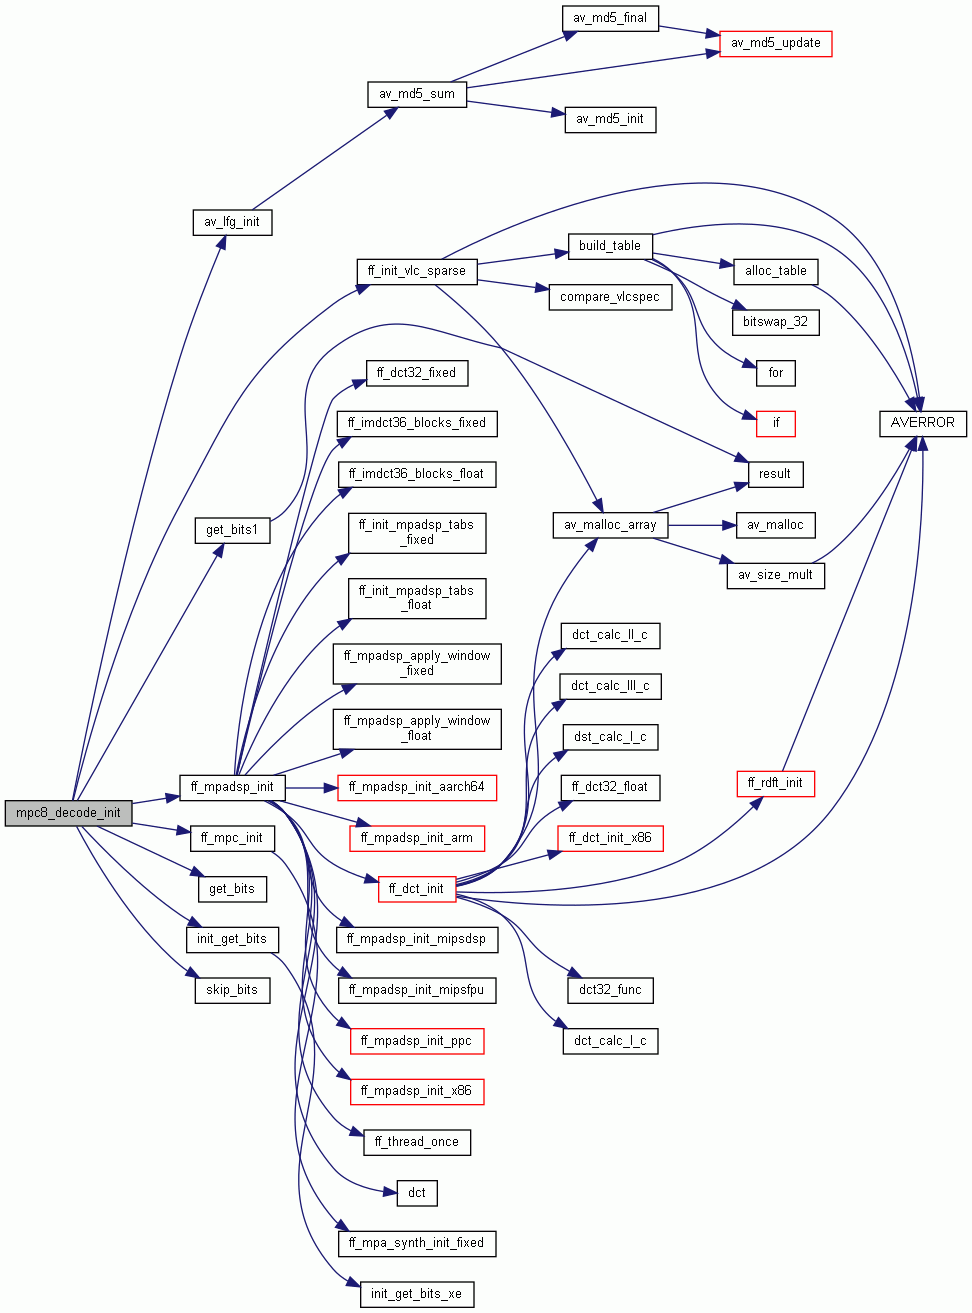 av_md5_final
av_md5_update
av_md5_sum
av_md5_init
av_lfg_init
build_table
ff_init_vlc_sparse
alloc_table
compare_vlcspec
bitswap_32
ff_dct32_fixed
for
ff_imdct36_blocks_fixed
if
AVERROR
ff_imdct36_blocks_float
result
get_bits1
ff_init_mpadsp_tabs
_fixed
av_malloc_array
av_malloc
av_size_mult
ff_init_mpadsp_tabs
_float
dct_calc_II_c
ff_mpadsp_apply_window
_fixed
dct_calc_III_c
ff_mpadsp_apply_window
_float
dst_calc_I_c
ff_mpadsp_init
ff_mpadsp_init_aarch64
ff_dct32_float
ff_rdft_init
mpc8_decode_init
ff_mpc_init
ff_mpadsp_init_arm
ff_dct_init_x86
get_bits
ff_dct_init
init_get_bits
ff_mpadsp_init_mipsdsp
skip_bits
ff_mpadsp_init_mipsfpu
dct32_func
ff_mpadsp_init_ppc
dct_calc_I_c
ff_mpadsp_init_x86
ff_thread_once
dct
ff_mpa_synth_init_fixed
init_get_bits_xe